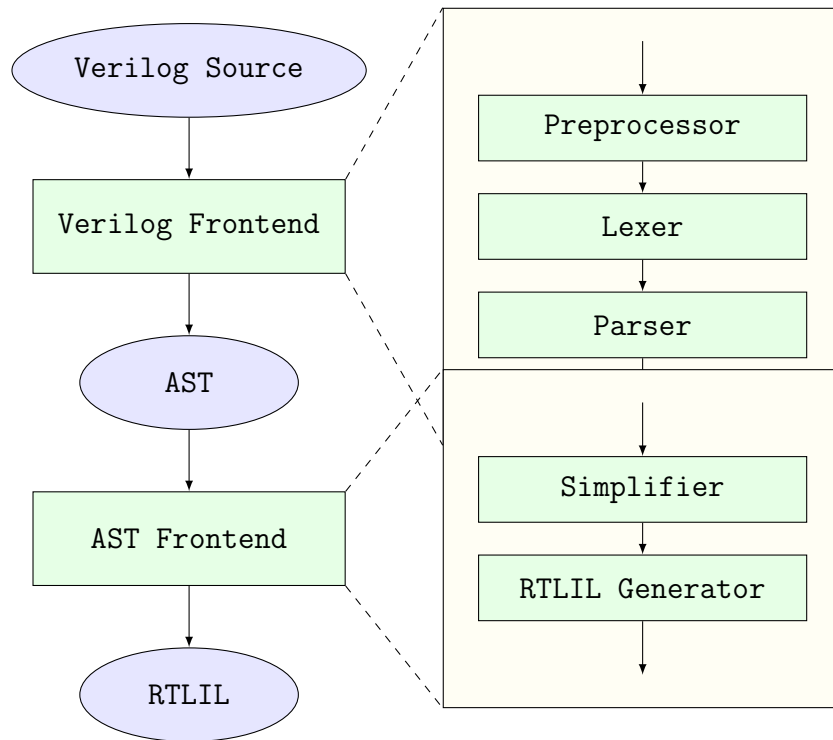 Verilog Source
Verilog Frontend
AST
AST Frontend
RTLIL
Preprocessor
Lexer
Parser
Simplifier
RTLIL Generator